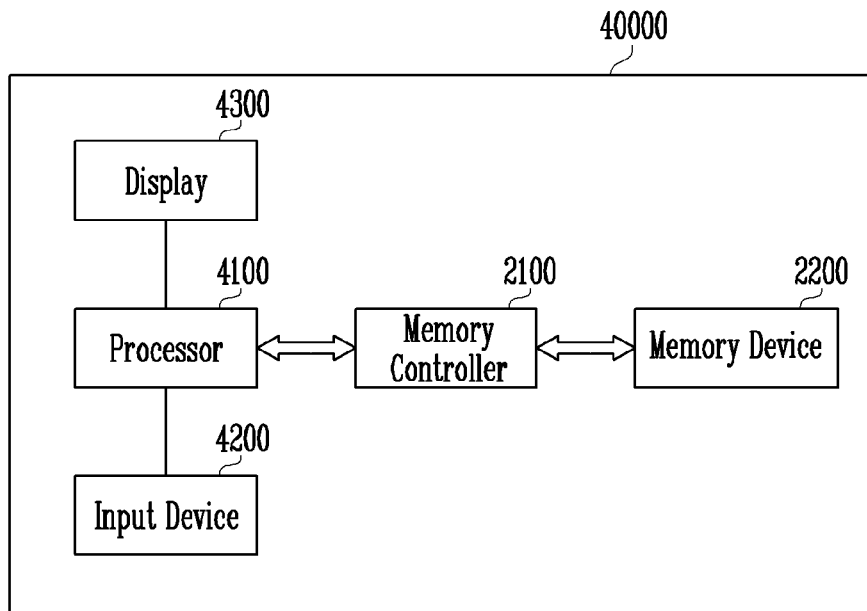 40000
4300
Display
4100
2100
2200
Processor
Memory
Controller
Memory Device
4200
Input Device